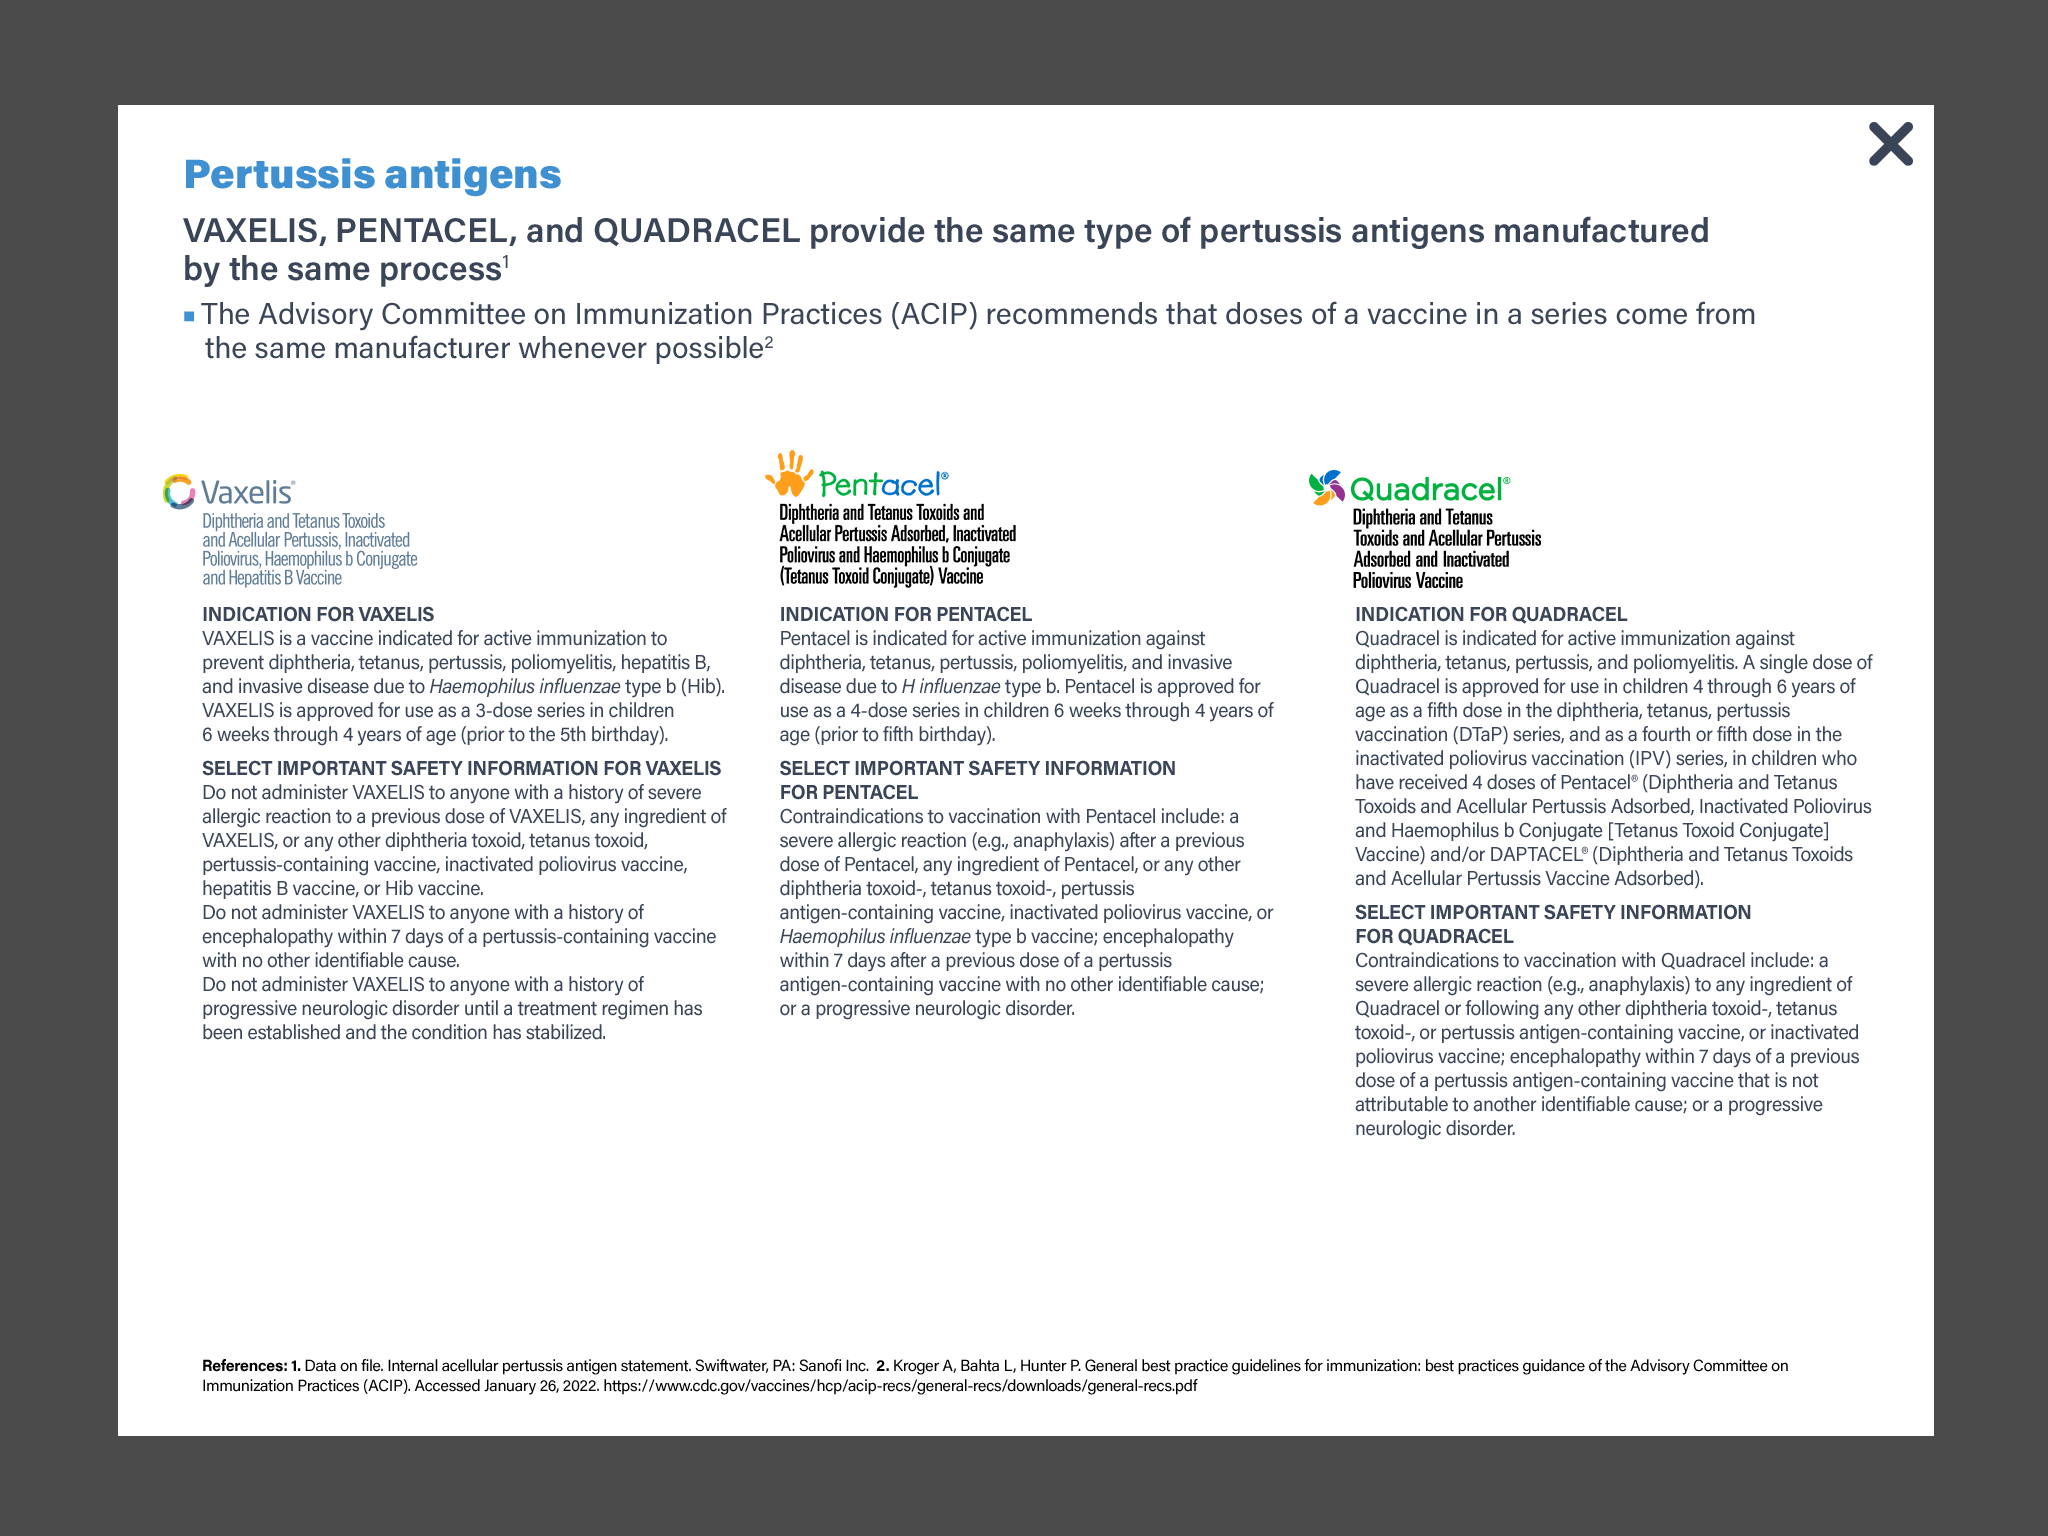 Pertussis antigens
VAXELIS, PENTACEL, and QUADRACEL provide the same type of pertussis antigens manufactured
by the same process¹
▪ The Advisory Committee on Immunization Practices (ACIP) recommends that doses of a vaccine in a series come from
the same manufacturer whenever possible²
Vaxelis®
Diphtheria and Tetanus Toxoids
and Acellular Pertussis, Inactivated
Poliovirus, Haemophilus b Conjugate
and Hepatitis B Vaccine
INDICATION FOR VAXELIS
VAXELIS is a vaccine indicated for active immunization to
prevent diphtheria, tetanus, pertussis, poliomyelitis, hepatitis B,
and invasive disease due to Haemophilus influenzae type b (Hib).
VAXELIS is approved for use as a 3-dose series in children
6 weeks through 4 years of age (prior to the 5th birthday).
SELECT IMPORTANT SAFETY INFORMATION FOR VAXELIS
Do not administer VAXELIS to anyone with a history of severe
allergic reaction to a previous dose of VAXELIS, any ingredient of
VAXELIS, or any other diphtheria toxoid, tetanus toxoid,
pertussis-containing vaccine, inactivated poliovirus vaccine,
hepatitis B vaccine, or Hib vaccine.
Do not administer VAXELIS to anyone with a history of
encephalopathy within 7 days of a pertussis-containing vaccine
with no other identifiable cause.
Do not administer VAXELIS to anyone with a history of
progressive neurologic disorder until a treatment regimen has
been established and the condition has stabilized.
Pentacel®
Diphtheria and Tetanus Toxoids and
Acellular Pertussis Adsorbed, Inactivated
Poliovirus and Haemophilus b Conjugate
(Tetanus Toxoid Conjugate) Vaccine
INDICATION FOR PENTACEL
Pentacel is indicated for active immunization against
diphtheria, tetanus, pertussis, poliomyelitis, and invasive
disease due to H influenzae type b. Pentacel is approved for
use as a 4-dose series in children 6 weeks through 4 years of
age (prior to fifth birthday).
SELECT IMPORTANT SAFETY INFORMATION
FOR PENTACEL
Contraindications to vaccination with Pentacel include: a
severe allergic reaction (e.g., anaphylaxis) after a previous
dose of Pentacel, any ingredient of Pentacel, or any other
diphtheria toxoid-, tetanus toxoid-, pertussis
antigen-containing vaccine, inactivated poliovirus vaccine, or
Haemophilus influenzae type b vaccine; encephalopathy
within 7 days after a previous dose of a pertussis
antigen-containing vaccine with no other identifiable cause;
or a progressive neurologic disorder.
Quadracel®
Diphtheria and Tetanus
Toxoids and Acellular Pertussis
Adsorbed and Inactivated
Poliovirus Vaccine
INDICATION FOR QUADRACEL
Quadracel is indicated for active immunization against
diphtheria, tetanus, pertussis, and poliomyelitis. A single dose of
Quadracel is approved for use in children 4 through 6 years of
age as a fifth dose in the diphtheria, tetanus, pertussis
vaccination (DTaP) series, and as a fourth or fifth dose in the
inactivated poliovirus vaccination (IPV) series, in children who
have received 4 doses of Pentacel® (Diphtheria and Tetanus
Toxoids and Acellular Pertussis Adsorbed, Inactivated Poliovirus
and Haemophilus b Conjugate [Tetanus Toxoid Conjugate]
Vaccine) and/or DAPTACEL® (Diphtheria and Tetanus Toxoids
and Acellular Pertussis Vaccine Adsorbed).
SELECT IMPORTANT SAFETY INFORMATION
FOR QUADRACEL
Contraindications to vaccination with Quadracel include: a
severe allergic reaction (e.g., anaphylaxis) to any ingredient of
Quadracel or following any other diphtheria toxoid-, tetanus
toxoid-, or pertussis antigen-containing vaccine, or inactivated
poliovirus vaccine; encephalopathy within 7 days of a previous
dose of a pertussis antigen-containing vaccine that is not
attributable to another identifiable cause; or a progressive
neurologic disorder.
References: 1. Data on file. Internal acellular pertussis antigen statement. Swiftwater, PA: Sanofi Inc. 2. Kroger A, Bahta L, Hunter P. General best practice guidelines for immunization: best practices guidance of the Advisory Committee on
Immunization Practices (ACIP). Accessed January 26, 2022. https://www.cdc.gov/vaccines/hcp/acip-recs/general-recs/downloads/general-recs.pdf